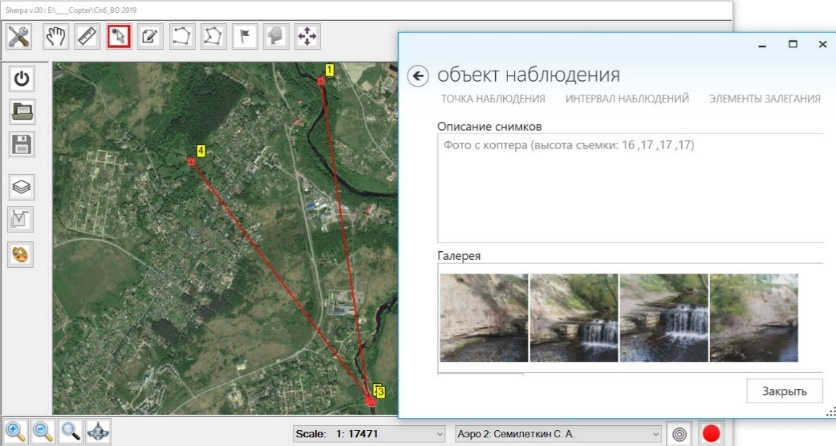 Sherpa v.00 : E:\____Copter\Спб_ВО 2019
1
4
3
объект наблюдения
ТОЧКА НАБЛЮДЕНИЯ ИНТЕРВАЛ НАБЛЮДЕНИЙ ЭЛЕМЕНТЫ ЗАЛЕГАНИЯ
Описание снимков
Фото с коптера (высота съемки: 16 ,17 ,17 ,17)
Галерея
Закрыть
Scale: 1: 17471
Аэро 2: Семилеткин С. А.